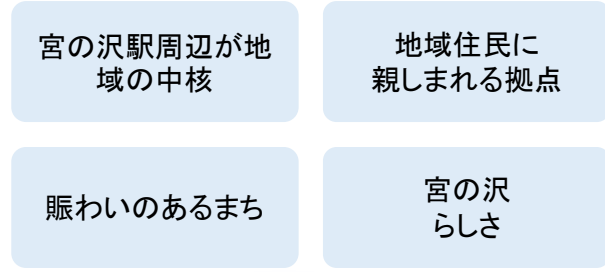 宮の沢駅周辺が地
域の中核
地域住民に
親しまれる拠点
賑わいのあるまち
宮の沢
らしさ